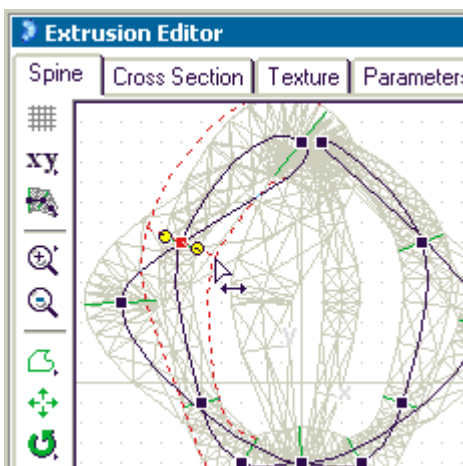 Extrusion Editor
Spine Cross Section Texture Parameters
xy
Y
X